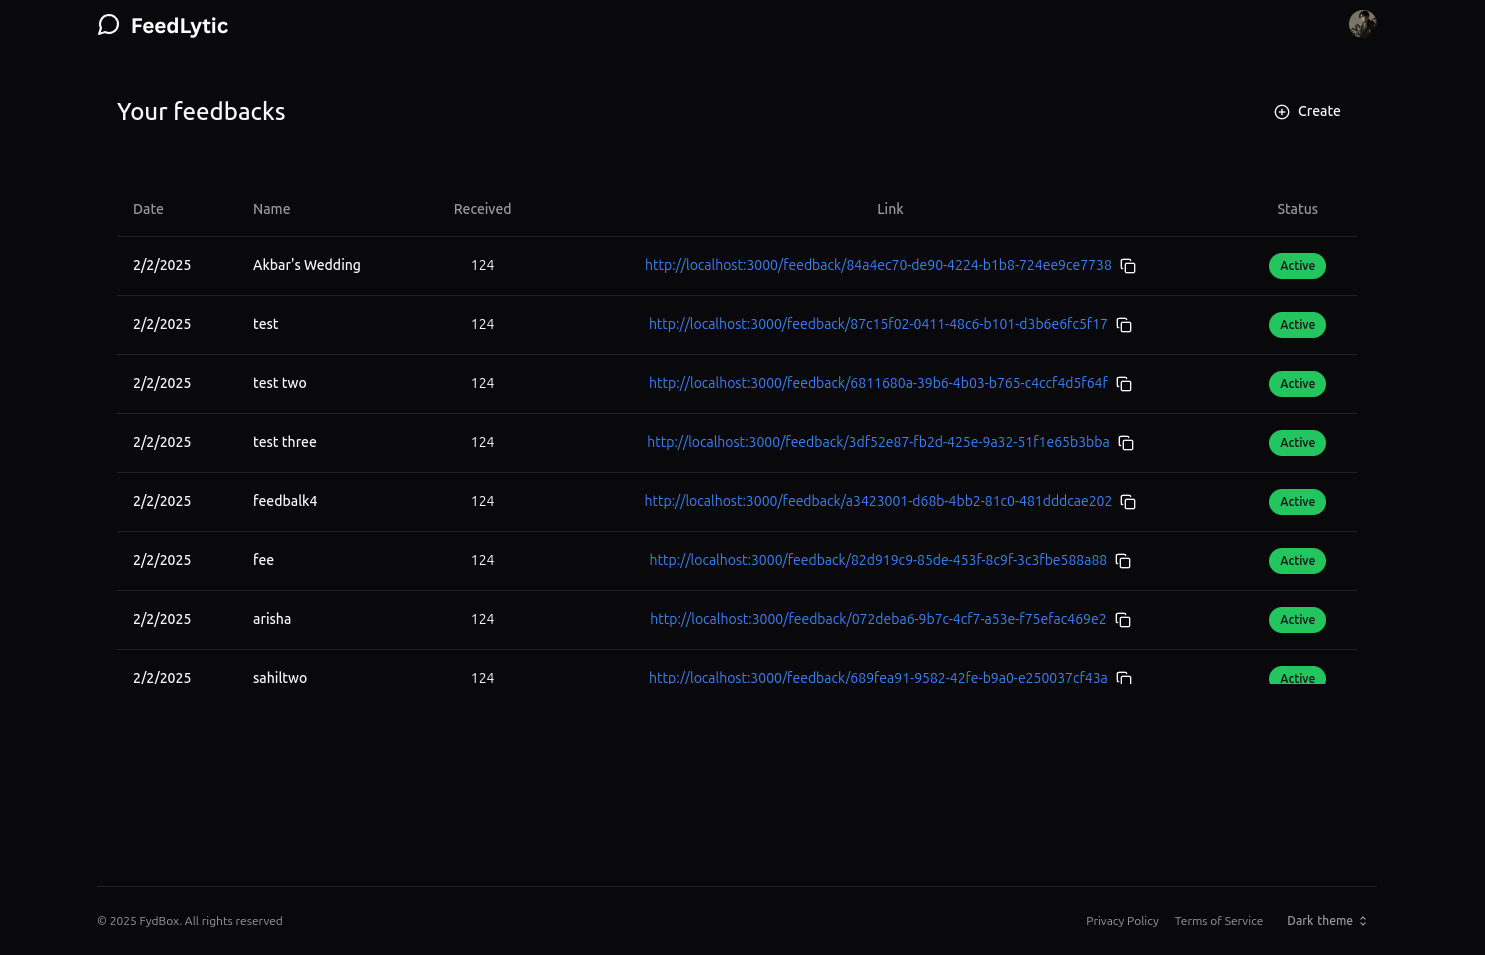 FeedLytic
Your feedbacks
Create
Date Name Received Link Status
2/2/2025 Akbar's Wedding 124 http://localhost:3000/feedback/84a4ec70-de90-4224-b1b8-724ee9ce7738 Active
2/2/2025 test 124 http://localhost:3000/feedback/87c15f02-0411-48c6-b101-d3b6e6fc5f17 Active
2/2/2025 test two 124 http://localhost:3000/feedback/6811680a-39b6-4b03-b765-c4ccf4d5f64f Active
2/2/2025 test three 124 http://localhost:3000/feedback/3df52e87-fb2d-425e-9a32-51f1e65b3bba Active
2/2/2025 feedbalk4 124 http://localhost:3000/feedback/a3423001-d68b-4bb2-81c0-481dddcae202 Active
2/2/2025 fee 124 http://localhost:3000/feedback/82d919c9-85de-453f-8c9f-3c3fbe588a88 Active
2/2/2025 arisha 124 http://localhost:3000/feedback/072deba6-9b7c-4cf7-a53e-f75efac469e2 Active
2/2/2025 sahiltwo 124 http://localhost:3000/feedback/689fea91-9582-42fe-b9a0-e250037cf43a Active
© 2025 FydBox. All rights reserved Privacy Policy Terms of Service Dark theme